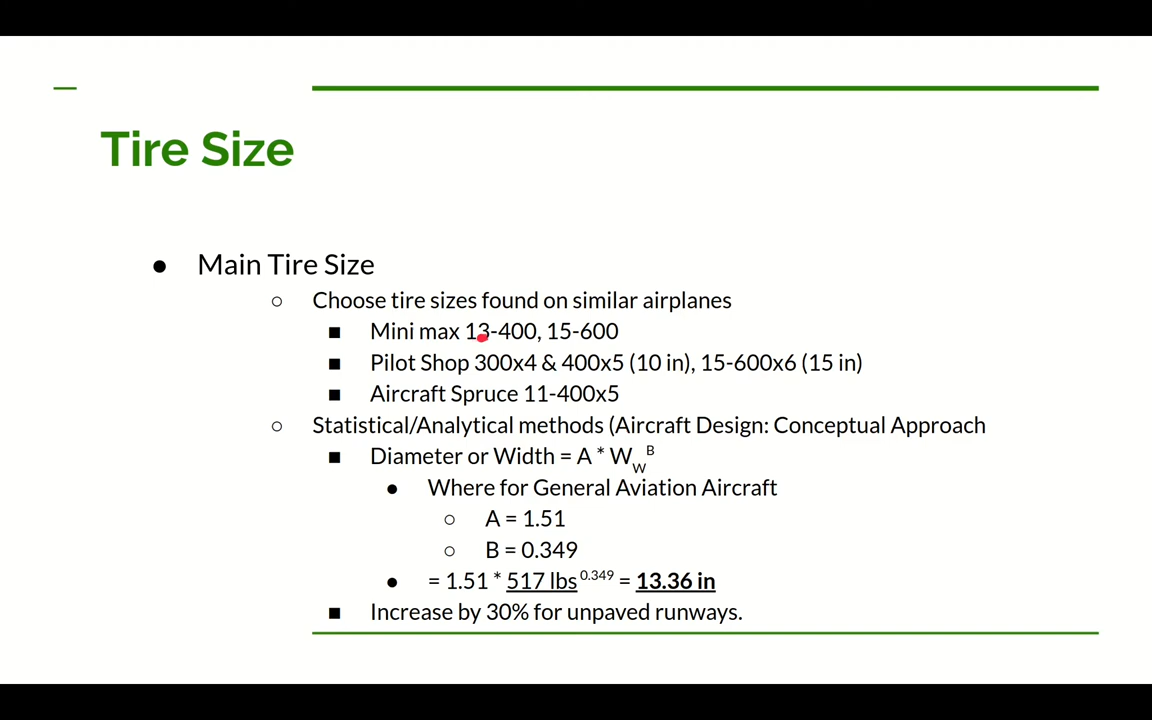 Tire Size
● Main Tire Size
○ Choose tire sizes found on similar airplanes
■ Mini max 13-400, 15-600
■ Pilot Shop 300x4 & 400x5 (10 in), 15-600x6 (15 in)
■ Aircraft Spruce 11-400x5
○ Statistical/Analytical methods (Aircraft Design: Conceptual Approach
■ Diameter or Width = A * W_W^B
● Where for General Aviation Aircraft
○ A = 1.51
○ B = 0.349
● = 1.51 * 517 lbs^0.349 = 13.36 in
■ Increase by 30% for unpaved runways.